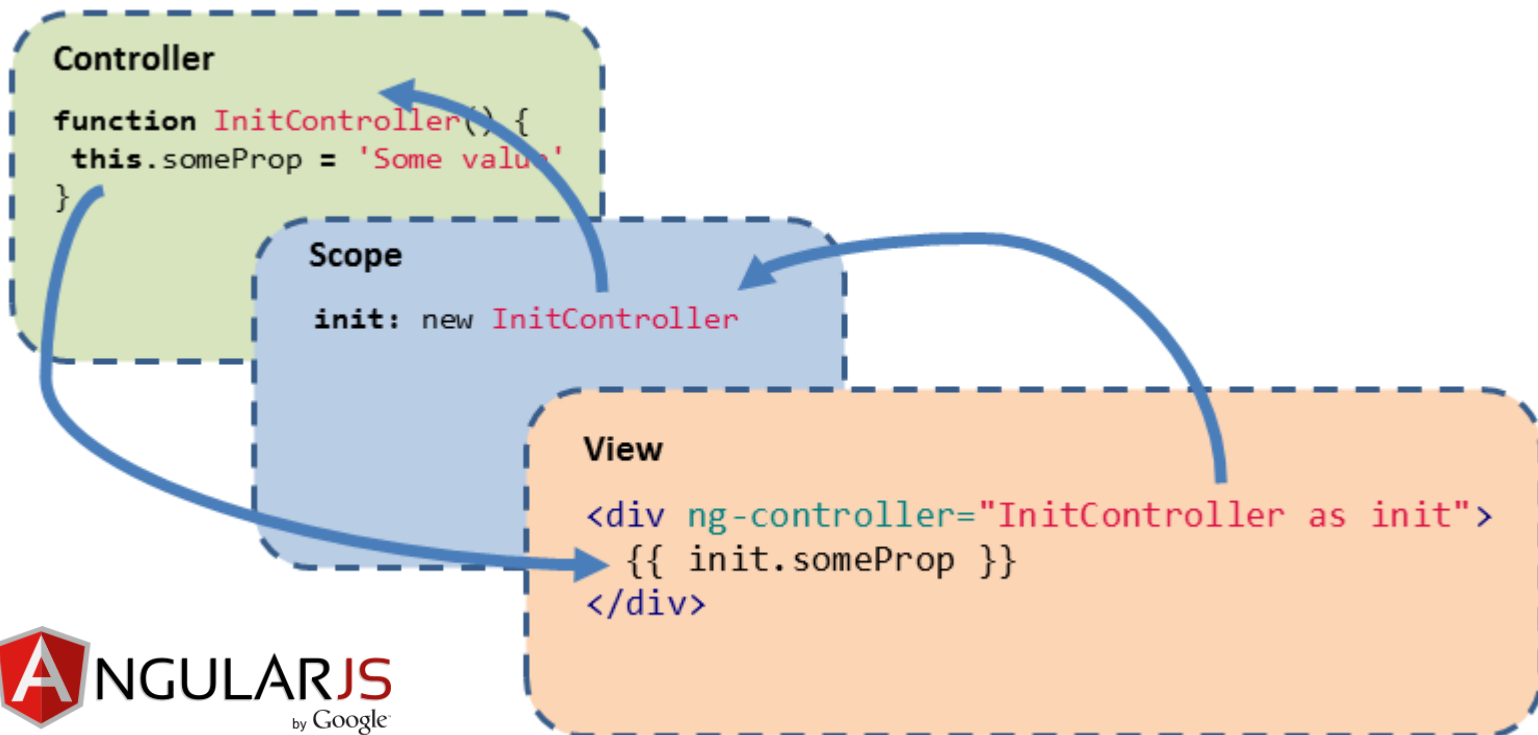 Controller
function InitController() {
this.someProp = 'Some value'
}
Scope
init: new InitController
View
<div ng-controller="InitController as init">
{{ init.someProp }}
</div>
ANGULARJS
by Google